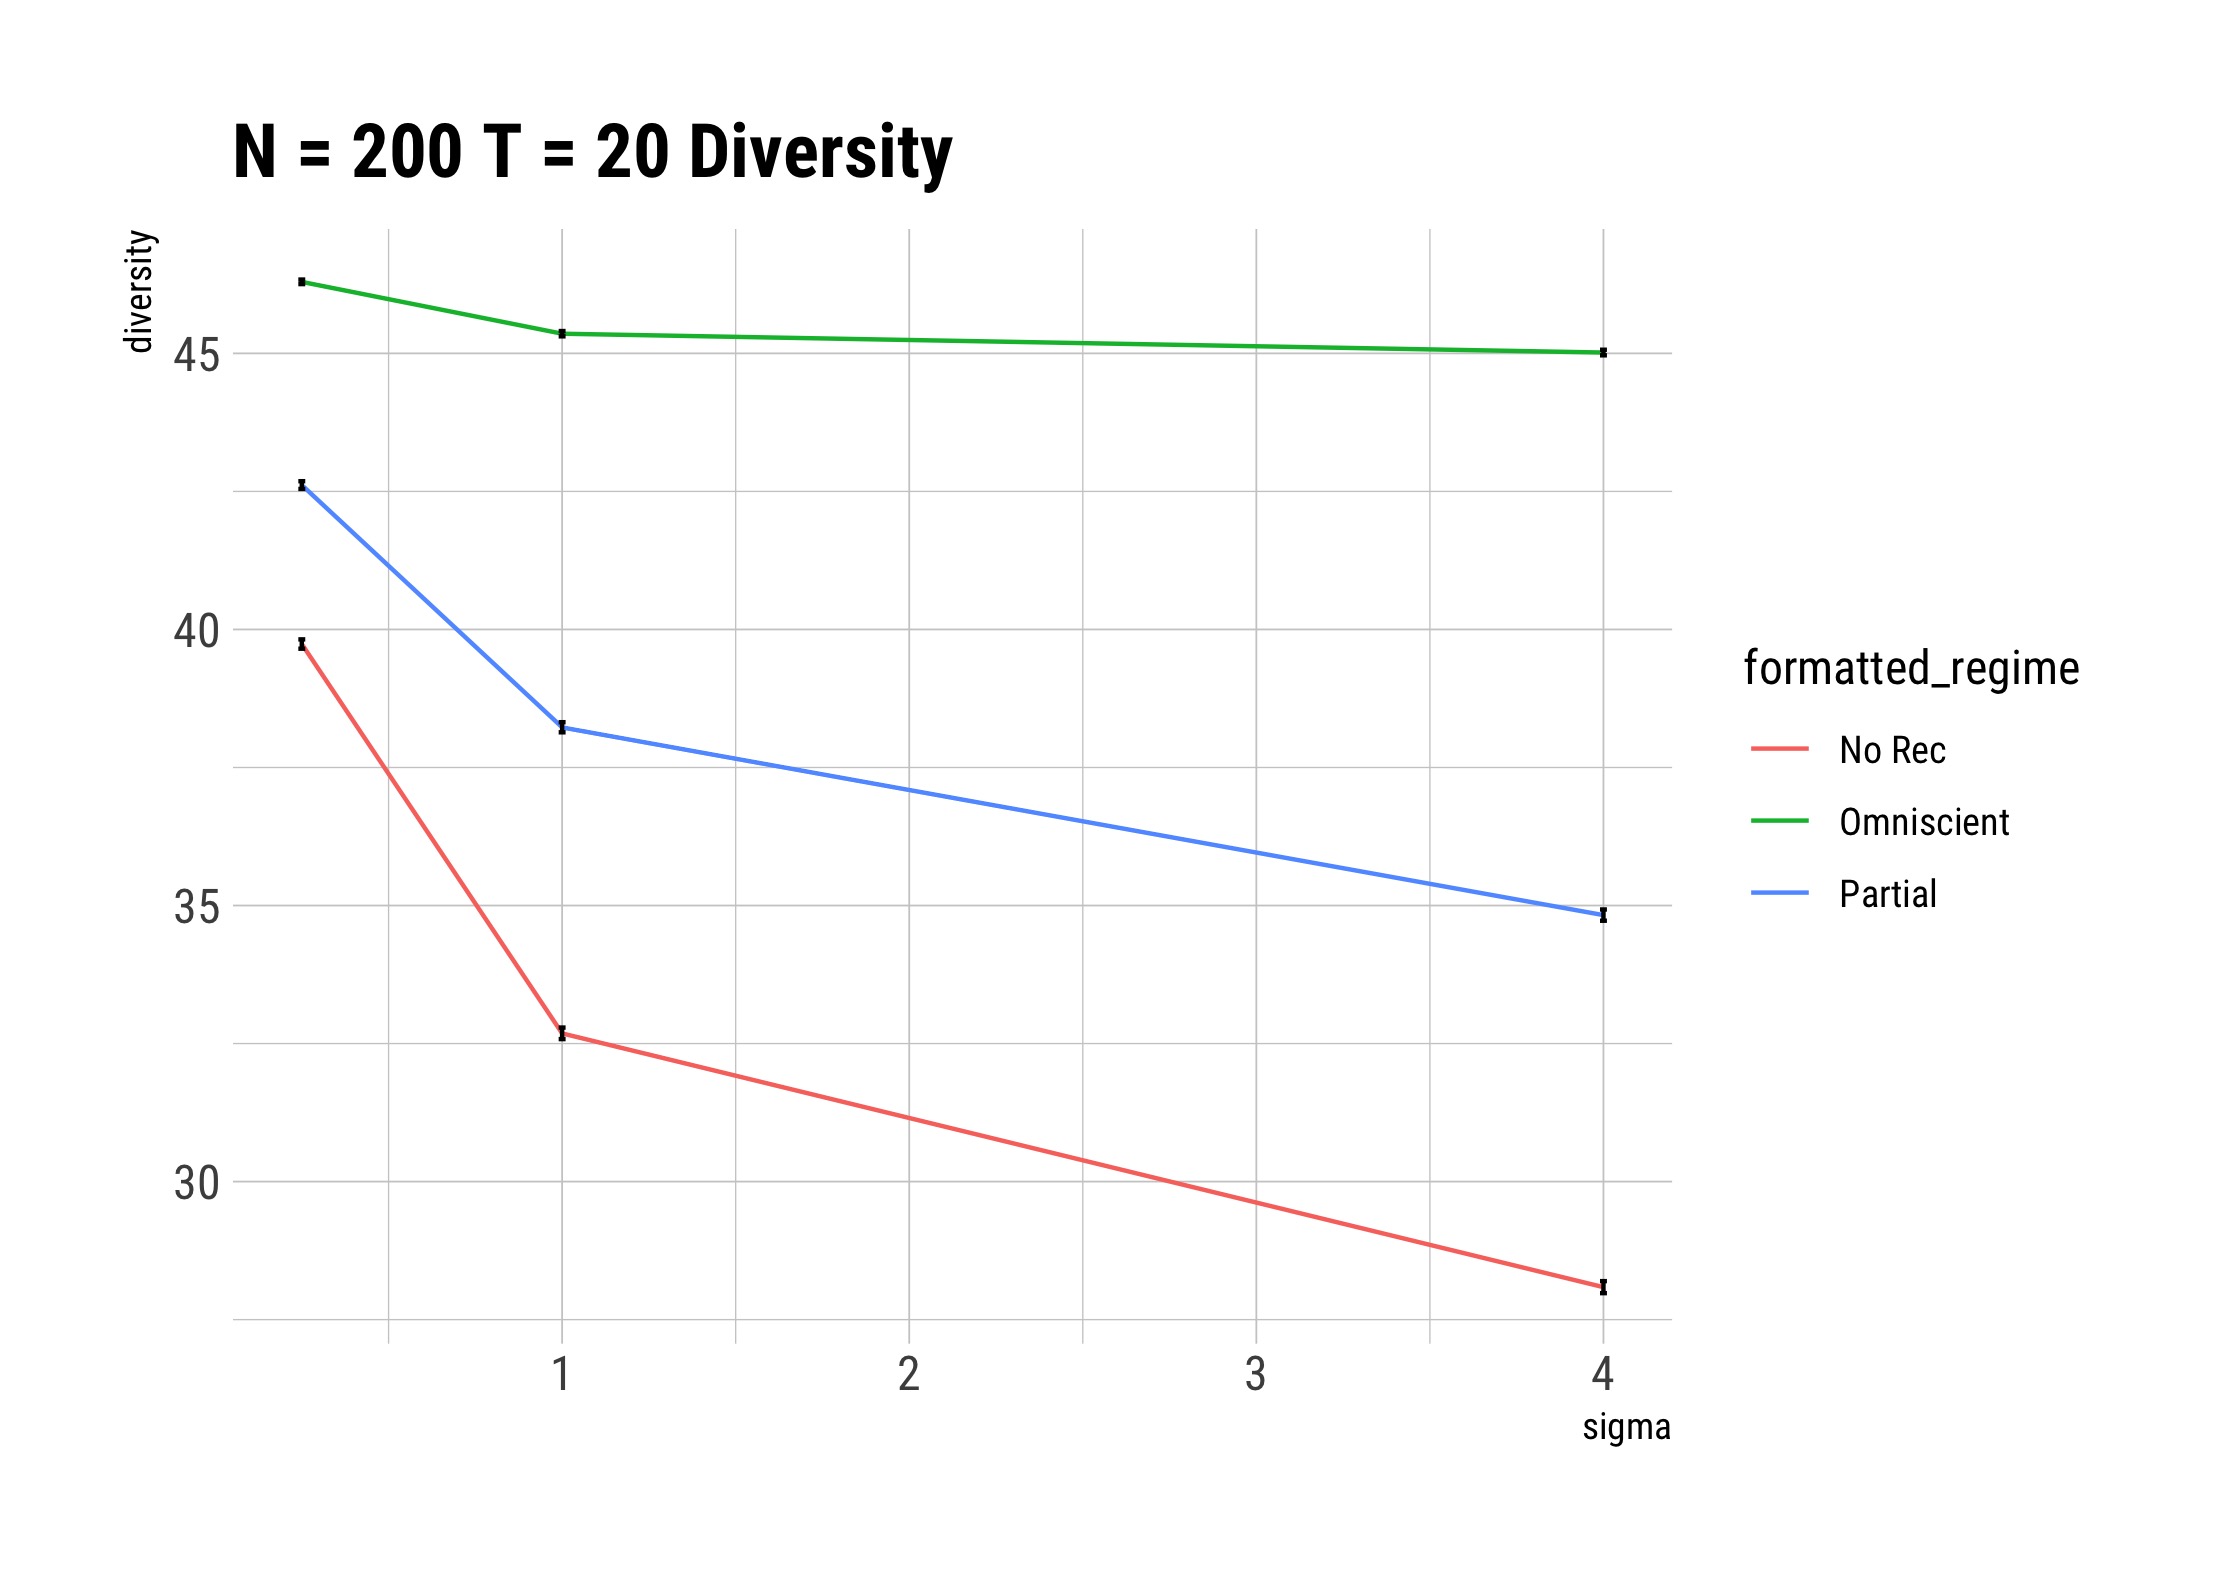 N = 200 T = 20 Diversity
diversity
45
40
35
30
1 2 3 4
sigma
formatted_regime
No Rec
Omniscient
Partial